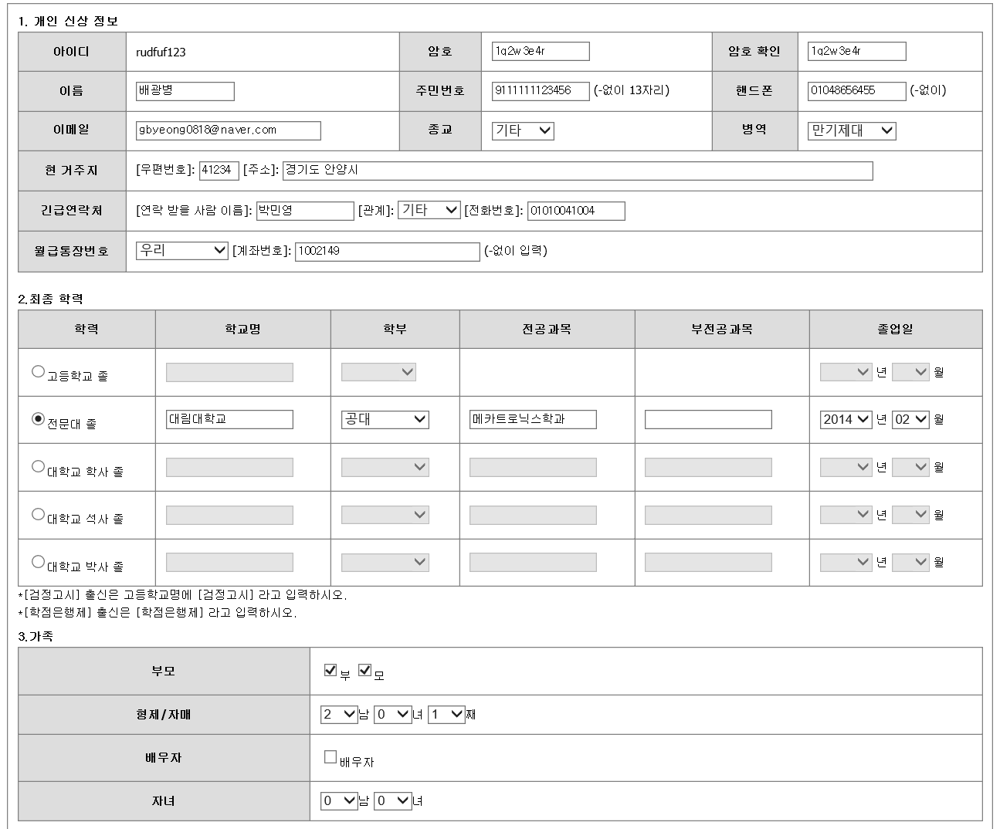 1. 개인 신상 정보
아이디 rudfuf123 암호 1q2w3e4r 암호 확인 1q2w3e4r
이름 배광병 주민번호 9111111123456 (-없이 13자리) 핸드폰 01048656455 (-없이)
이메일 gbyeong0818@naver.com 종교 기타 병역 만기제대
현 거주지 [우편번호]: 41234 [주소]: 경기도 안양시
긴급연락처 [연락 받을 사람 이름]: 박민영 [관계]: 기타 [전화번호]: 01010041004
월급통장번호 우리 [계좌번호]: 1002149 (-없이 입력)
2.최종 학력
학력 학교명 학부 전공과목 부전공과목 졸업일
고등학교 졸 년 월
전문대 졸 대림대학교 공대 메카트로닉스학과 2014 년 02 월
대학교 학사 졸 년 월
대학교 석사 졸 년 월
대학교 박사 졸 년 월
*[검정고시] 출신은 고등학교명에 [검정고시] 라고 입력하시오.
*[학점은행제] 출신은 [학점은행제] 라고 입력하시오.
3.가족
부모 부 모
형제/자매 2 남 0 녀 1 째
배우자 배우자
자녀 0 남 0 녀